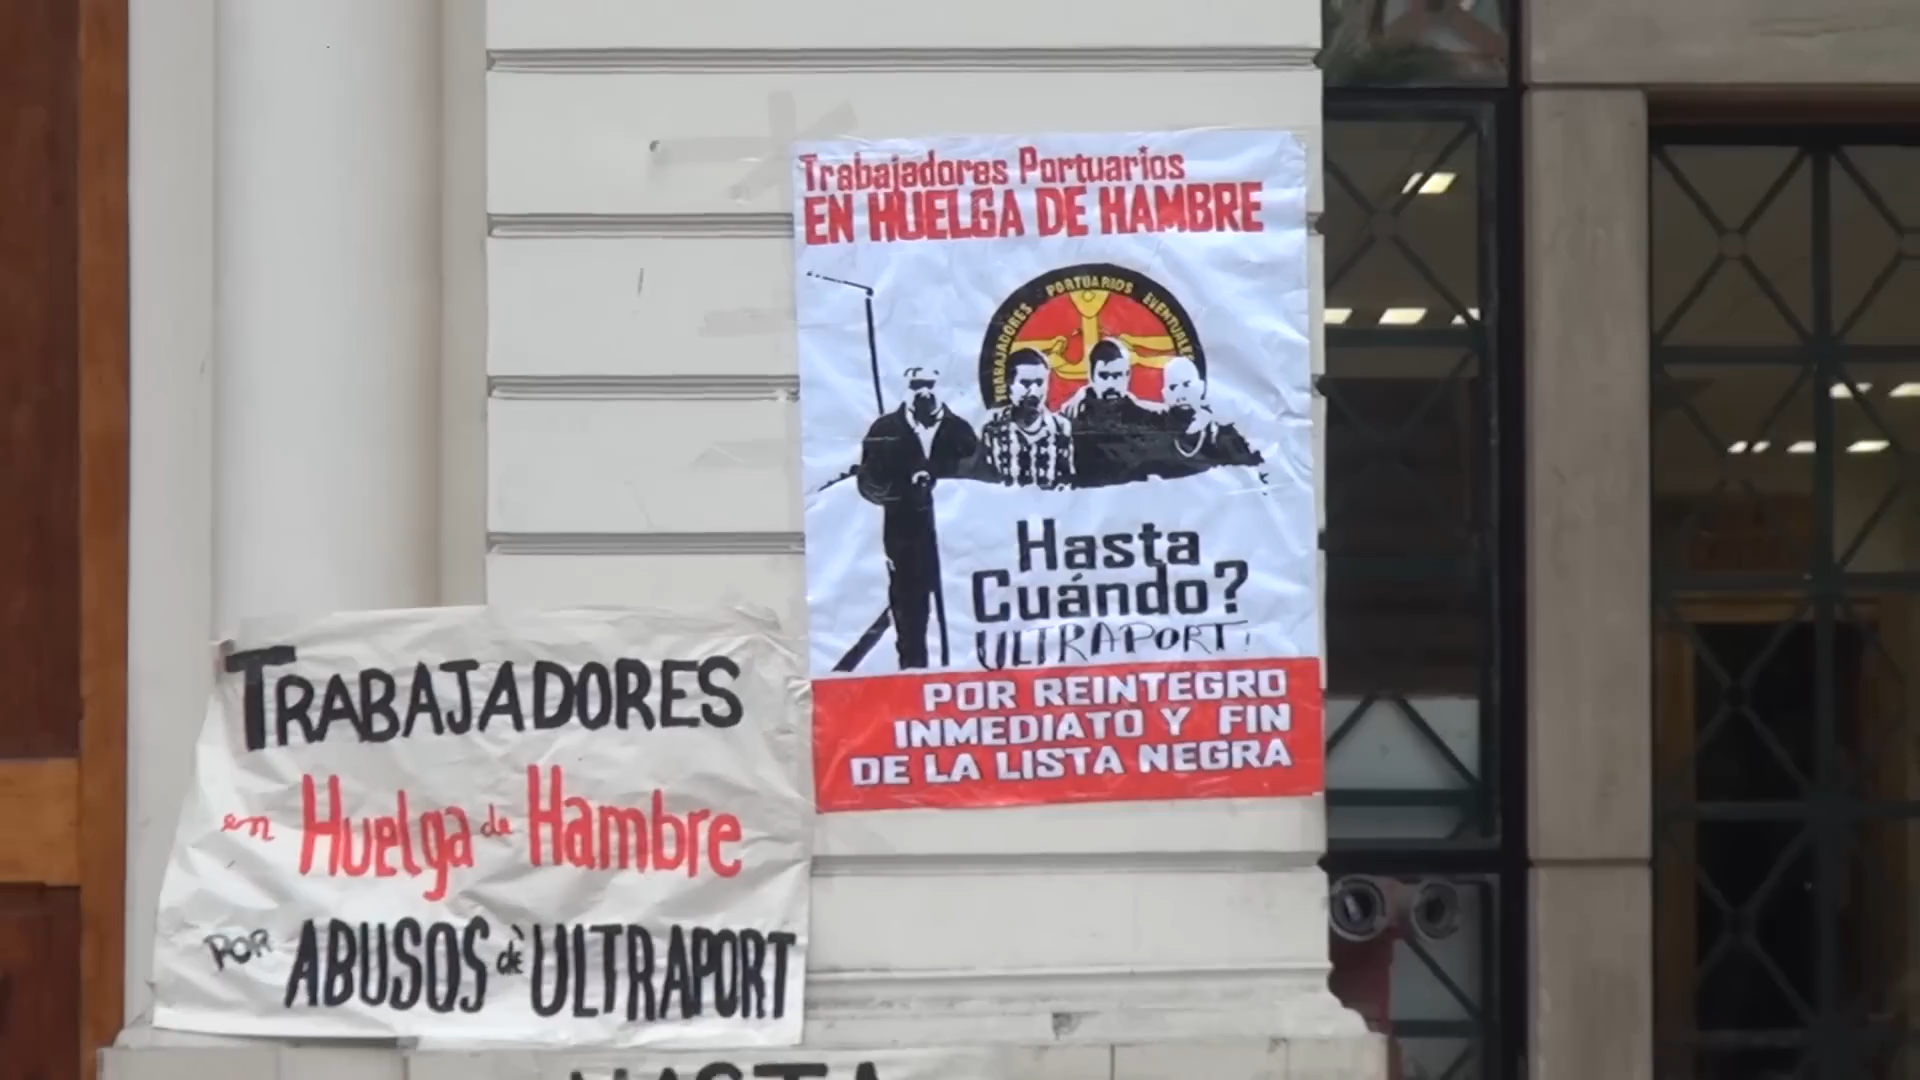 Trabajadores Portuarios
EN HUELGA DE HAMBRE
TRABAJADORES PORTUARIOS EVENTUALES
Hasta
Cuándo?
ULTRAPORT!
POR REINTEGRO
INMEDIATO Y FIN
DE LA LISTA NEGRA
TRABAJADORES
en Huelga de Hambre
POR ABUSOS de ULTRAPORT
HASTA